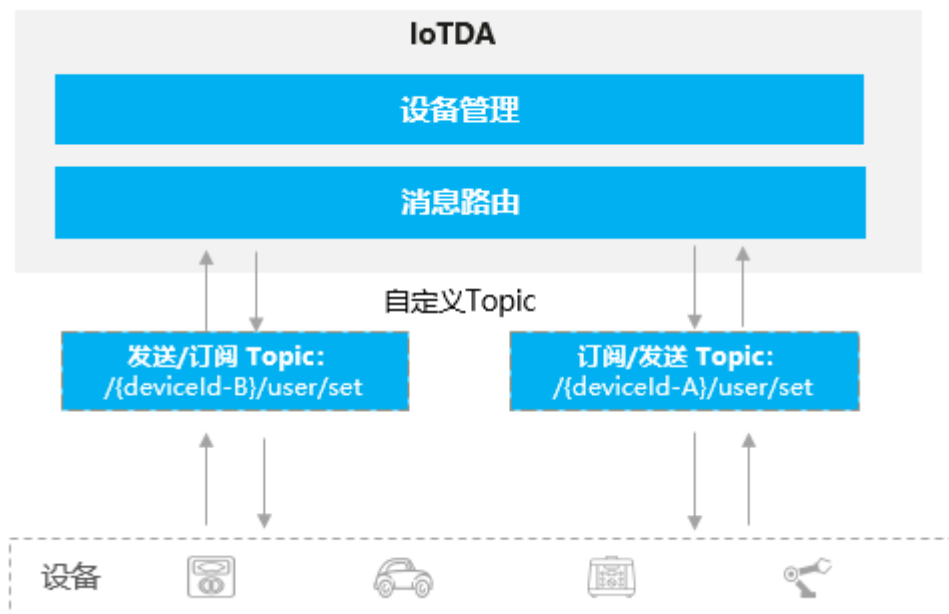 IoTDA
设备管理
消息路由
自定义Topic
发送/订阅 Topic:
/{deviceId-B}/user/set
订阅/发送 Topic:
/{deviceId-A}/user/set
设备